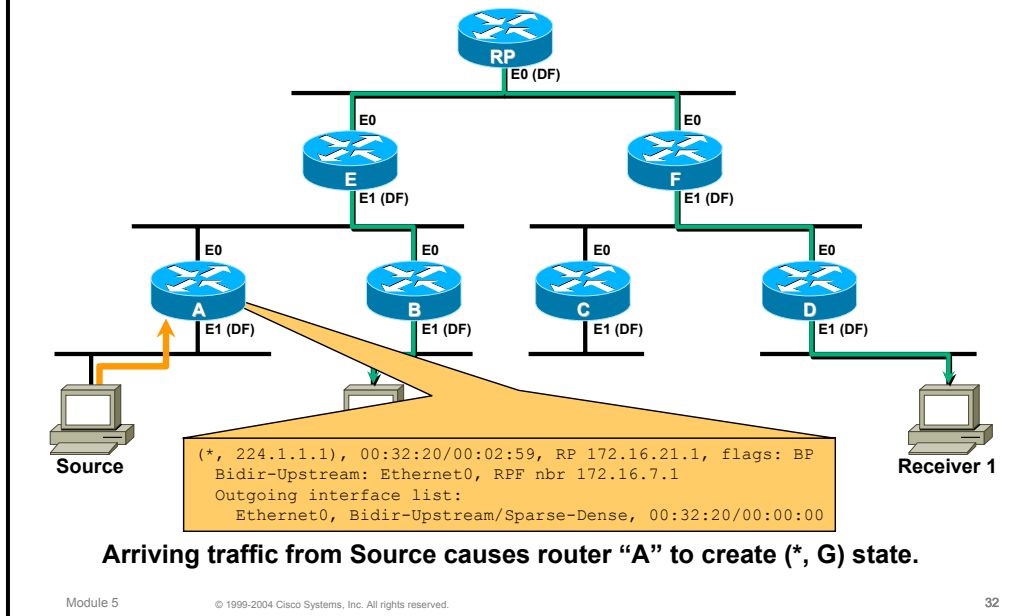 RP
E0 (DF)
E0
E0
E
F
E1 (DF)
E1 (DF)
E0
E0
E0
E0
A
B
C
D
E1 (DF)
E1 (DF)
E1 (DF)
E1 (DF)
Source
Receiver 1
(*, 224.1.1.1), 00:32:20/00:02:59, RP 172.16.21.1, flags: BP
Bidir-Upstream: Ethernet0, RPF nbr 172.16.7.1
Outgoing interface list:
Ethernet0, Bidir-Upstream/Sparse-Dense, 00:32:20/00:00:00
Arriving traffic from Source causes router “A” to create (*, G) state.
Module 5
© 1999-2004 Cisco Systems, Inc. All rights reserved.
32